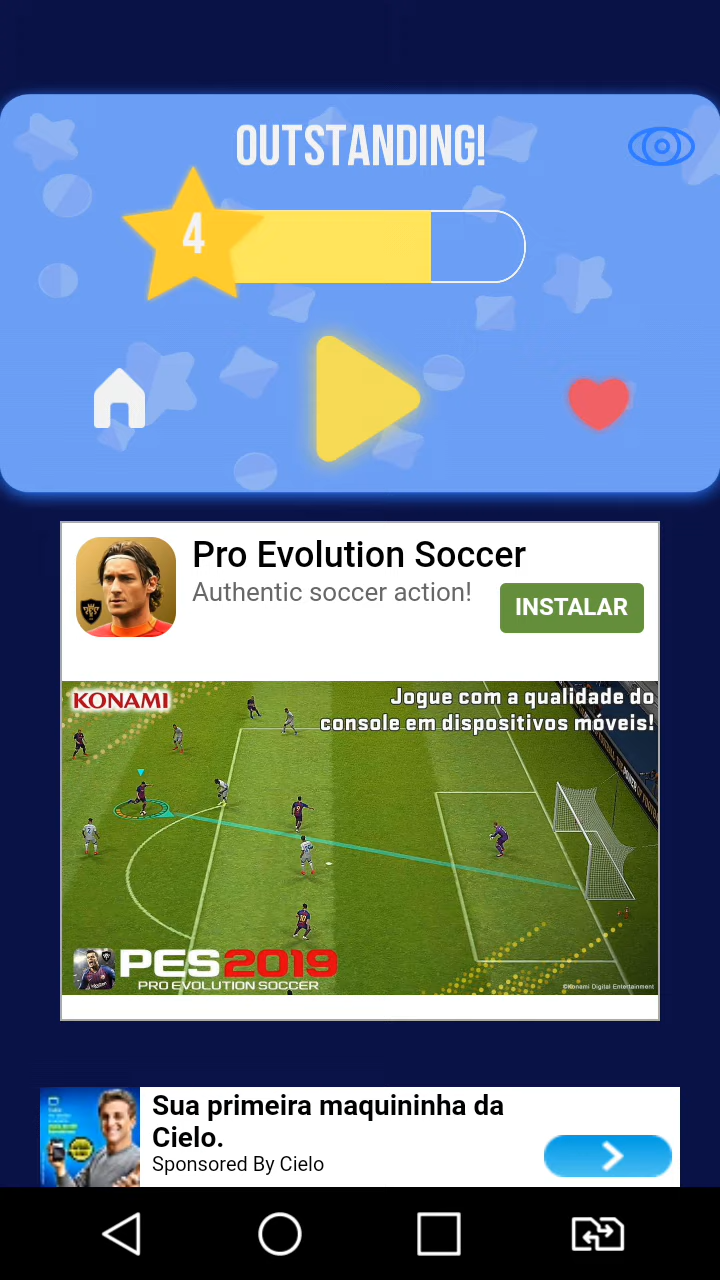 OUTSTANDING!
4
Pro Evolution Soccer
Authentic soccer action!
INSTALAR
KONAMI
Jogue com a qualidade do
console em dispositivos móveis!
PES2019
PRO EVOLUTION SOCCER
©Konami Digital Entertainment
Sua primeira maquininha da
Cielo.
Sponsored By Cielo